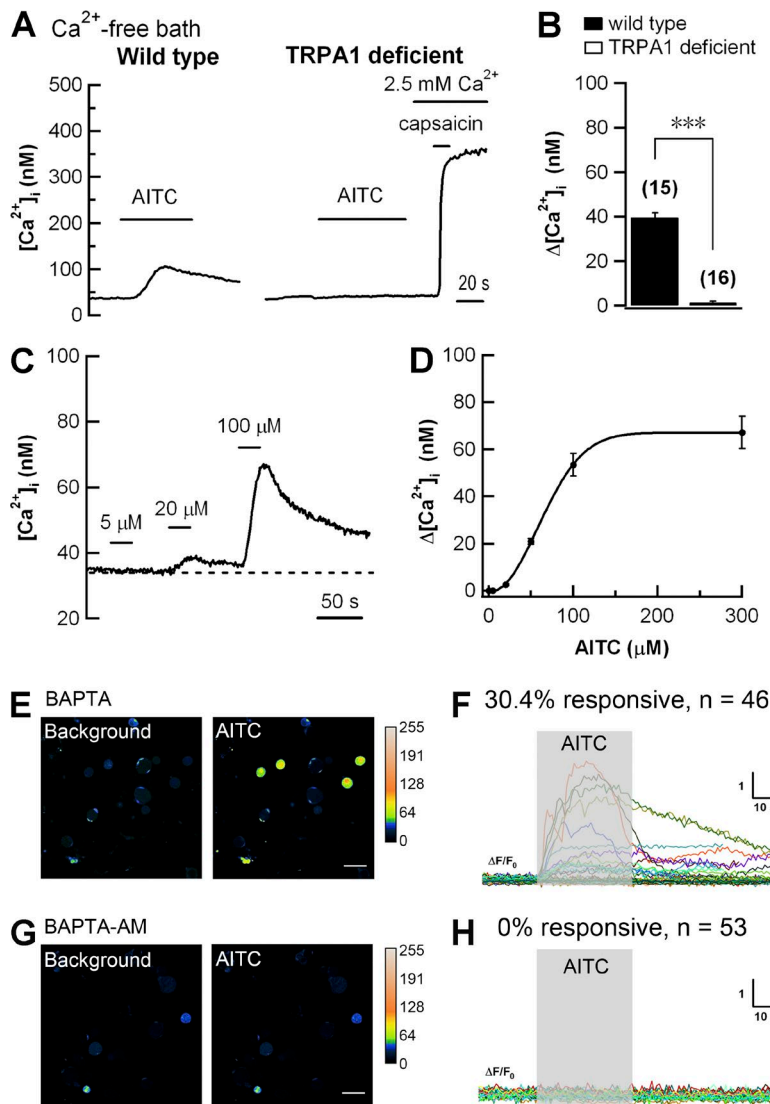 A Ca2+-free bath
Wild type
TRPA1 deficient
2.5 mM Ca2+
capsaicin
AITC
AITC
20 s
[Ca2+]i (nM)
500
450
300
350
200
100
0
B
wild type
TRPA1 deficient
***
(15)
(16)
Δ[Ca2+]i (nM)
100
80
60
40
20
0
C
[Ca2+]i (nM)
100
80
60
40
20
5 μM
20 μM
100 μM
50 s
D
Δ[Ca2+]i (nM)
100
80
60
40
20
0
0
100
200
300
AITC (μM)
E BAPTA
Background
AITC
255
191
128
64
0
F 30.4% responsive, n = 46
AITC
1
10
ΔF/F0
G BAPTA-AM
Background
AITC
255
191
128
64
0
H 0% responsive, n = 53
AITC
1
10
ΔF/F0